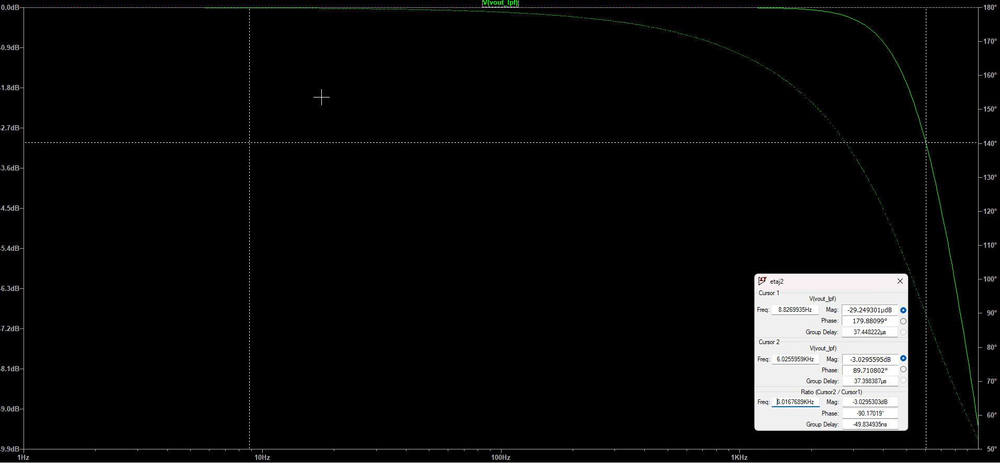 V(vout_lpf)
0.0dB
-0.9dB
-1.8dB
-2.7dB
-3.6dB
-4.5dB
-5.4dB
-6.3dB
-7.2dB
-8.1dB
-9.0dB
-9.9dB
180°
170°
160°
150°
140°
130°
120°
110°
100°
90°
80°
70°
60°
50°
1Hz 10Hz 100Hz 1KHz
etaj2
Cursor 1
V(vout_lpf)
Freq: 8.8269935Hz Mag: -29.249301µdB
Phase: 179.88099°
Group Delay: 37.448222µs
Cursor 2
V(vout_lpf)
Freq: 6.0255959KHz Mag: -3.0295595dB
Phase: 89.710802°
Group Delay: 37.398387µs
Ratio (Cursor2 / Cursor1)
Freq: 6.0167689KHz Mag: -3.0295303dB
Phase: -90.17019°
Group Delay: -49.834935ns